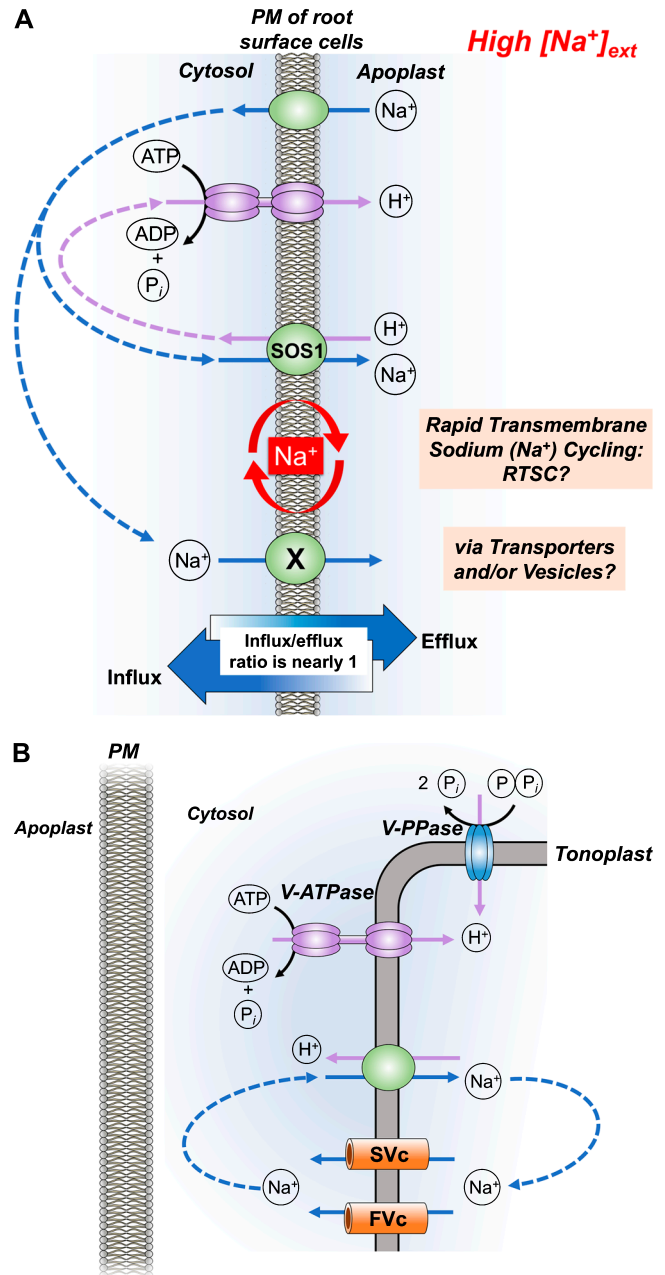 A
PM of root
surface cells
High [Na⁺]ext
Cytosol
Apoplast
Na⁺
ATP
H⁺
ADP
+
Pi
H⁺
SOS1
Na⁺
Na⁺
Rapid Transmembrane
Sodium (Na⁺) Cycling:
RTSC?
Na⁺
X
via Transporters
and/or Vesicles?
Influx/efflux
ratio is nearly 1
Efflux
Influx
B
PM
Apoplast
Cytosol
2 Pi
P Pi
V-PPase
Tonoplast
V-ATPase
ATP
H⁺
ADP
+
Pi
H⁺
Na⁺
SVc
Na⁺
Na⁺
FVc